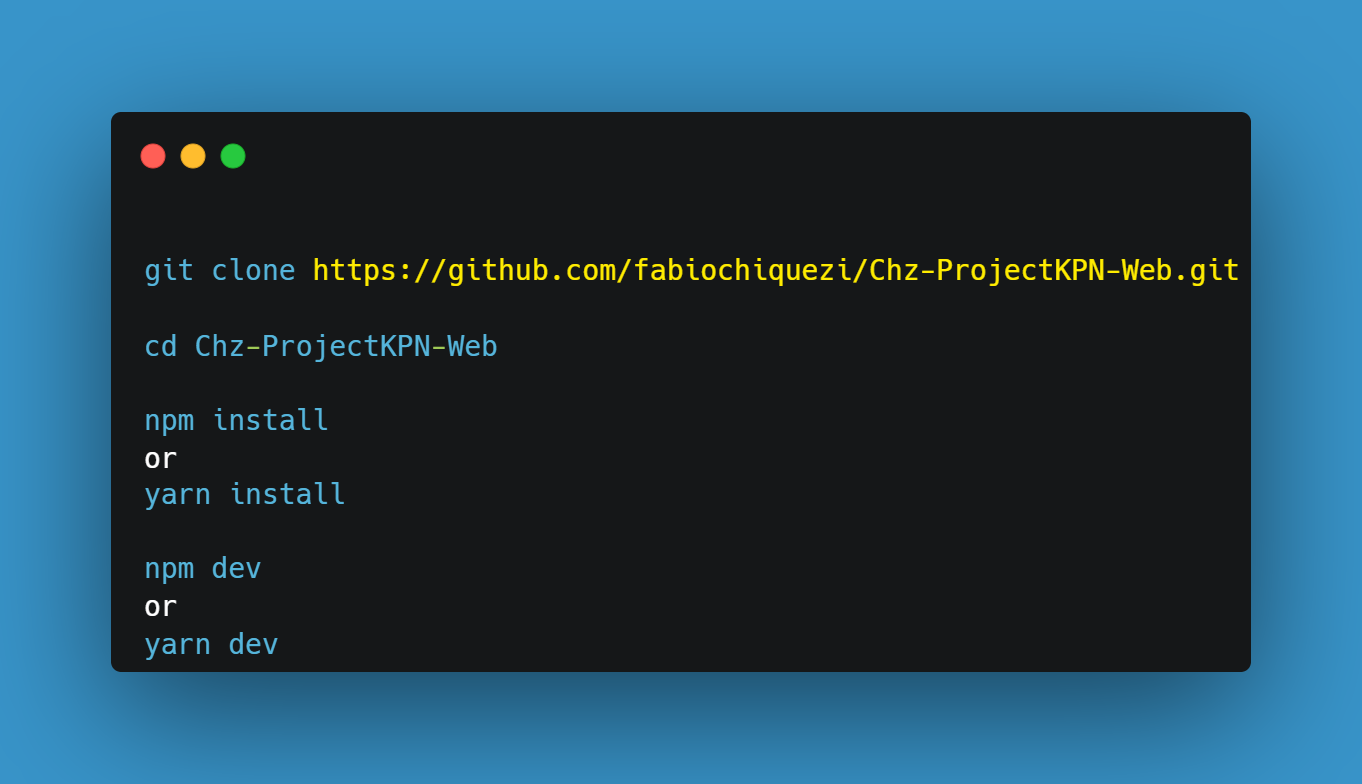 git clone https://github.com/fabiochiquezi/Chz-ProjectKPN-Web.git
cd Chz-ProjectKPN-Web
npm install
or
yarn install
npm dev
or
yarn dev